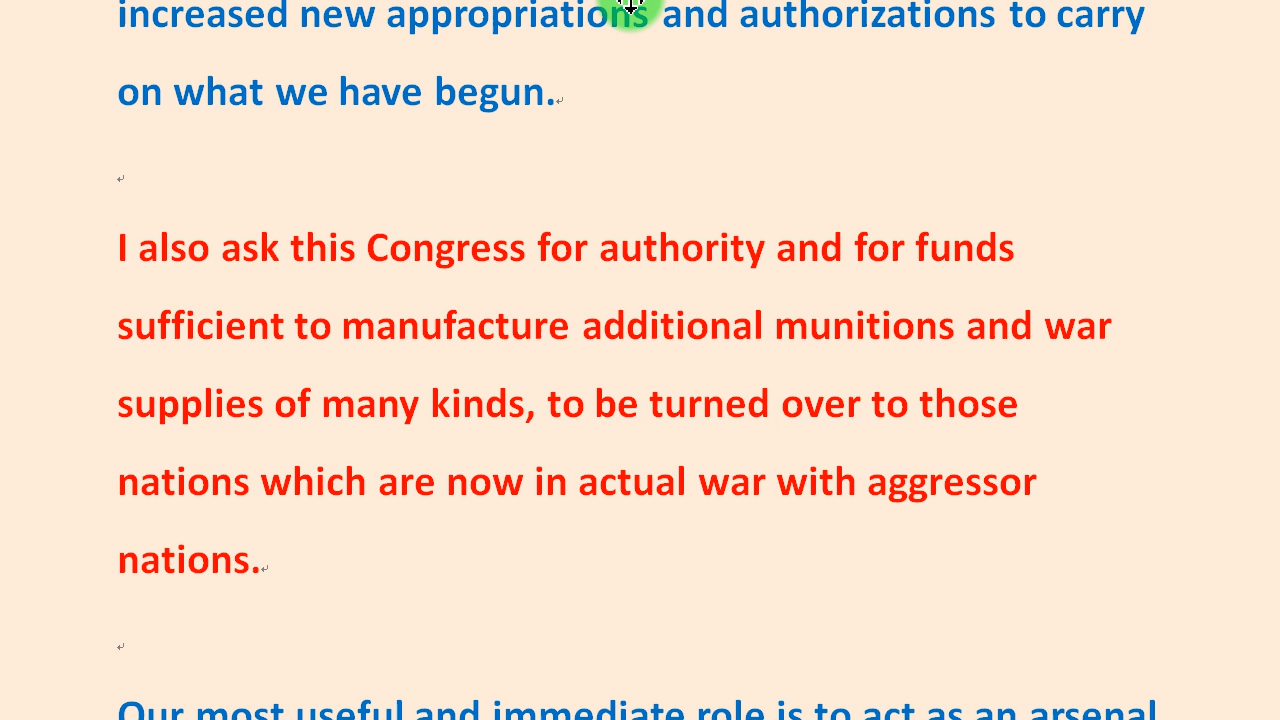 increased new appropriations and authorizations to carry
on what we have begun.
I also ask this Congress for authority and for funds
sufficient to manufacture additional munitions and war
supplies of many kinds, to be turned over to those
nations which are now in actual war with aggressor
nations.
Our most useful and immediate role is to act as an arsenal